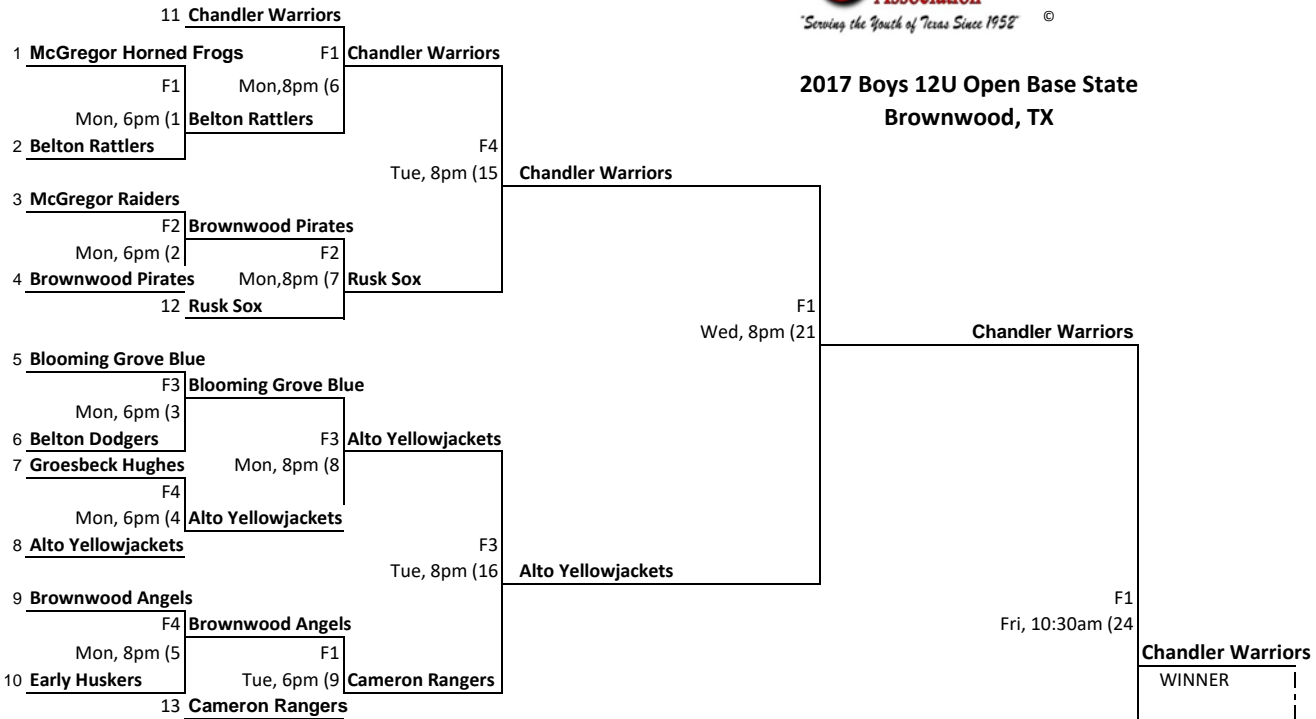 Association
"Serving the Youth of Texas Since 1952" ©
2017 Boys 12U Open Base State
Brownwood, TX
11 Chandler Warriors
1 McGregor Horned Frogs
F1 Chandler Warriors
F1
Mon,8pm (6
Mon, 6pm (1 Belton Rattlers
2 Belton Rattlers
F4
Tue, 8pm (15
Chandler Warriors
3 McGregor Raiders
F2 Brownwood Pirates
Mon, 6pm (2
F2
4 Brownwood Pirates
Mon,8pm (7 Rusk Sox
12 Rusk Sox
F1
Wed, 8pm (21
Chandler Warriors
5 Blooming Grove Blue
F3 Blooming Grove Blue
Mon, 6pm (3
6 Belton Dodgers
F3 Alto Yellowjackets
7 Groesbeck Hughes
Mon, 8pm (8
F4
Mon, 6pm (4 Alto Yellowjackets
8 Alto Yellowjackets
F3
Tue, 8pm (16
Alto Yellowjackets
9 Brownwood Angels
F1
F4 Brownwood Angels
Fri, 10:30am (24
Mon, 8pm (5
F1
Chandler Warriors
10 Early Huskers
Tue, 6pm (9 Cameron Rangers
WINNER
13 Cameron Rangers